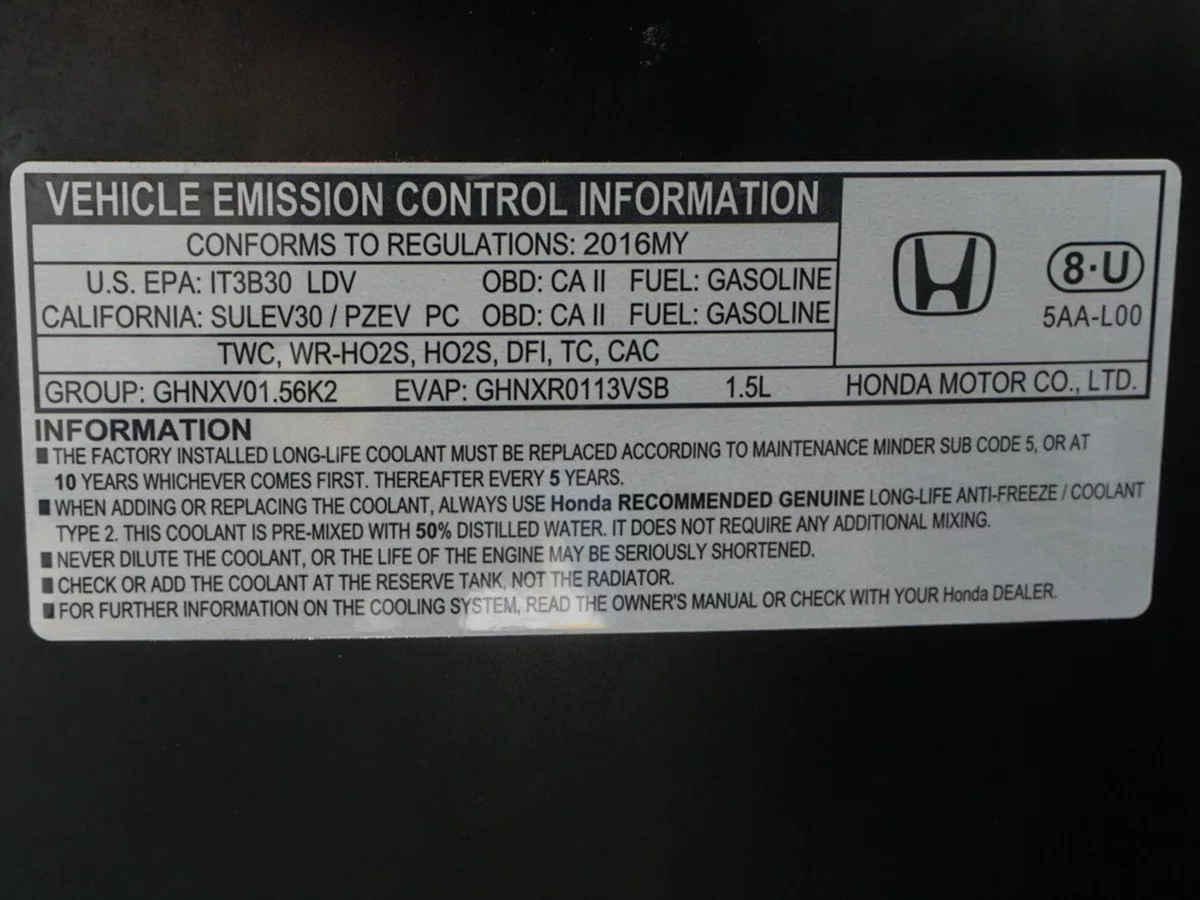 VEHICLE EMISSION CONTROL INFORMATION
CONFORMS TO REGULATIONS: 2016MY
U.S. EPA: IT3B30 LDV OBD: CA II FUEL: GASOLINE
CALIFORNIA: SULEV30 / PZEV PC OBD: CA II FUEL: GASOLINE
8·U
5AA-L00
TWC, WR-HO2S, HO2S, DFI, TC, CAC
GROUP: GHNXV01.56K2 EVAP: GHNXR0113VSB 1.5L HONDA MOTOR CO., LTD.
INFORMATION
■ THE FACTORY INSTALLED LONG-LIFE COOLANT MUST BE REPLACED ACCORDING TO MAINTENANCE MINDER SUB CODE 5, OR AT
10 YEARS WHICHEVER COMES FIRST. THEREAFTER EVERY 5 YEARS.
■ WHEN ADDING OR REPLACING THE COOLANT, ALWAYS USE Honda RECOMMENDED GENUINE LONG-LIFE ANTI-FREEZE / COOLANT
TYPE 2. THIS COOLANT IS PRE-MIXED WITH 50% DISTILLED WATER. IT DOES NOT REQUIRE ANY ADDITIONAL MIXING.
■ NEVER DILUTE THE COOLANT, OR THE LIFE OF THE ENGINE MAY BE SERIOUSLY SHORTENED.
■ CHECK OR ADD THE COOLANT AT THE RESERVE TANK, NOT THE RADIATOR.
■ FOR FURTHER INFORMATION ON THE COOLING SYSTEM, READ THE OWNER'S MANUAL OR CHECK WITH YOUR Honda DEALER.